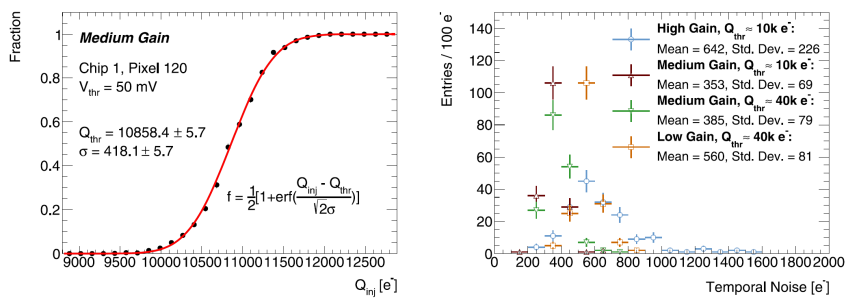 Fraction
1
0.8
0.6
0.4
0.2
0
Medium Gain
Chip 1, Pixel 120
V_thr = 50 mV
Q_thr = 10858.4 ± 5.7
σ = 418.1 ± 5.7
f = 1/2[1+erf((Q_inj - Q_thr)/(√2σ))]
9000 9500 10000 10500 11000 11500 12000 12500
Q_inj [e⁻]
Entries / 100 e⁻
140
120
100
80
60
40
20
0
High Gain, Q_thr ≈ 10k e⁻:
Mean = 642, Std. Dev. = 226
Medium Gain, Q_thr ≈ 10k e⁻:
Mean = 353, Std. Dev. = 69
Medium Gain, Q_thr ≈ 40k e⁻:
Mean = 385, Std. Dev. = 79
Low Gain, Q_thr ≈ 40k e⁻:
Mean = 560, Std. Dev. = 81
0 200 400 600 800 1000 1200 1400 1600 1800 2000
Temporal Noise [e⁻]